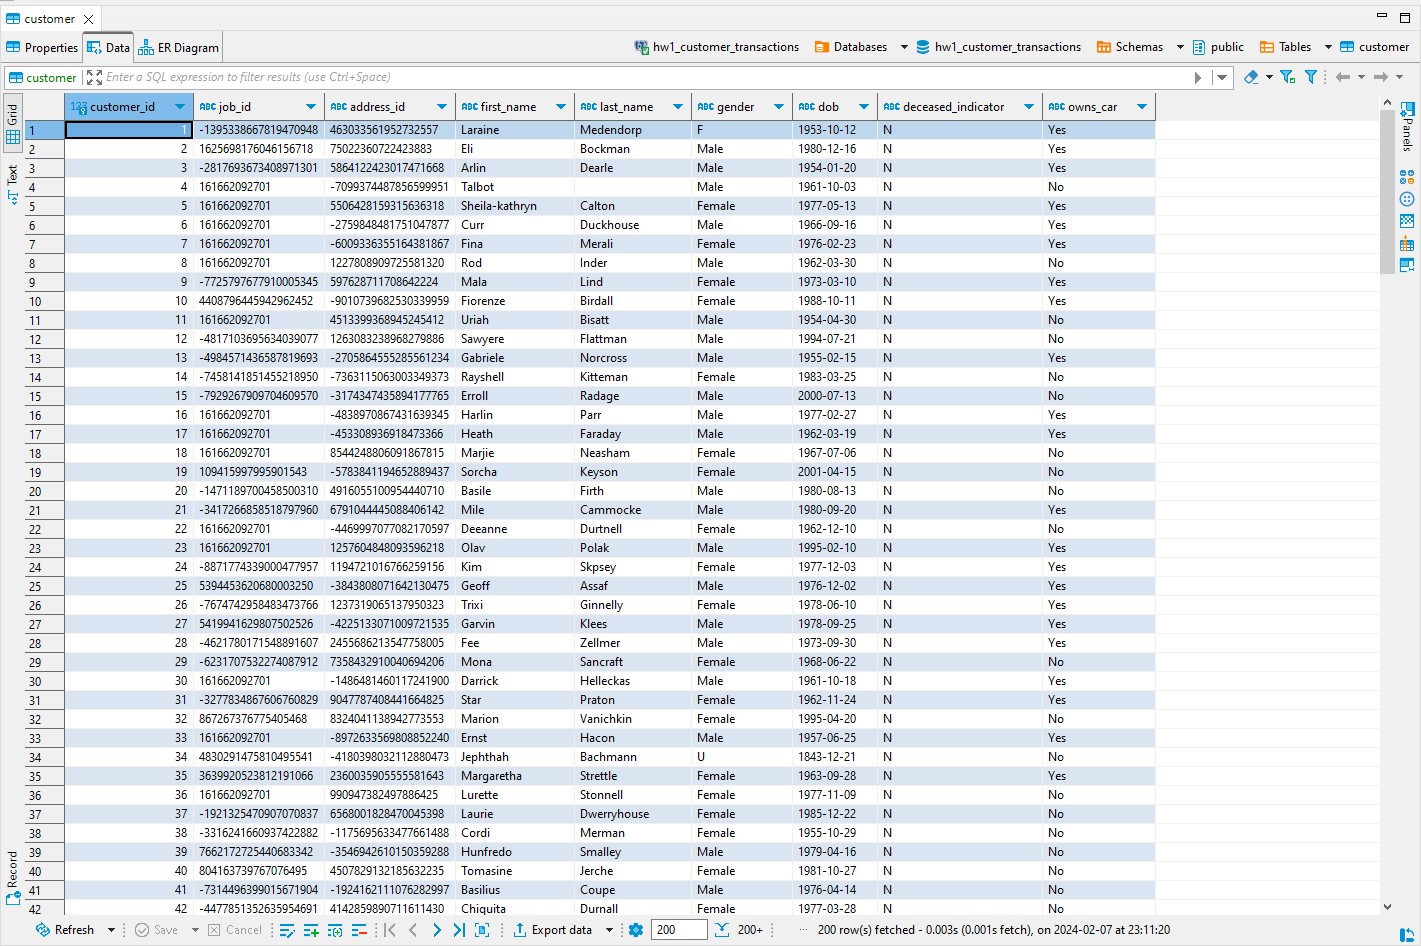 customer
Properties Data ER Diagram hw1_customer_transactions Databases hw1_customer_transactions Schemas public Tables customer
customer Enter a SQL expression to filter results (use Ctrl+Space)
Grid
Text
Record
Panels
123 customer_id ABC job_id ABC address_id ABC first_name ABC last_name ABC gender ABC dob ABC deceased_indicator ABC owns_car
1 1 -1395338667819470948 463033561952732557 Laraine Medendorp F 1953-10-12 N Yes
2 2 1625698176046156718 75022360722423883 Eli Bockman Male 1980-12-16 N Yes
3 3 -2817693673408971301 5864122423017471668 Arlin Dearle Male 1954-01-20 N Yes
4 4 161662092701 -7099374487856599951 Talbot Male 1961-10-03 N No
5 5 161662092701 5506428159315636318 Sheila-kathryn Calton Female 1977-05-13 N Yes
6 6 161662092701 -2759848481751047877 Curr Duckhouse Male 1966-09-16 N Yes
7 7 161662092701 -6009336355164381867 Fina Merali Female 1976-02-23 N Yes
8 8 161662092701 1227808909725581320 Rod Inder Male 1962-03-30 N No
9 9 -7725797677910005345 597628711708642224 Mala Lind Female 1973-03-10 N Yes
10 10 4408796445942962452 -9010739682530339959 Fiorenze Birdall Female 1988-10-11 N Yes
11 11 161662092701 4513399368945245412 Uriah Bisatt Male 1954-04-30 N No
12 12 -4817103695634039077 1263083238968279886 Sawyere Flattman Male 1994-07-21 N No
13 13 -4984571436587819693 -2705864555285561234 Gabriele Norcross Male 1955-02-15 N Yes
14 14 -7458141851455218950 -7363115063003349373 Rayshell Kitteman Female 1983-03-25 N No
15 15 -7929267909704609570 -3174347435894177765 Erroll Radage Male 2000-07-13 N No
16 16 161662092701 -4838970867431639345 Harlin Parr Male 1977-02-27 N Yes
17 17 161662092701 -453308936918473366 Heath Faraday Male 1962-03-19 N Yes
18 18 161662092701 8544248806091867815 Marjie Neasham Female 1967-07-06 N No
19 19 109415997995901543 -5783841194652889437 Sorcha Keyson Female 2001-04-15 N No
20 20 -1471189700458500310 4916055100954440710 Basile Firth Male 1980-08-13 N No
21 21 -3417266858518797960 6791044445088406142 Mile Cammocke Male 1980-09-20 N Yes
22 22 161662092701 -4469997077082170597 Deeanne Durtnell Female 1962-12-10 N No
23 23 161662092701 1257604848093596218 Olav Polak Male 1995-02-10 N Yes
24 24 -8871774339000477957 1194721016766259156 Kim Skpsey Female 1977-12-03 N Yes
25 25 5394453620680003250 -3843808071642130475 Geoff Assaf Male 1976-12-02 N Yes
26 26 -7674742958483473766 1237319065137950323 Trixi Ginnelly Female 1978-06-10 N Yes
27 27 5419941629807502526 -4225133071009721535 Garvin Klees Male 1978-09-25 N Yes
28 28 -4621780171548891607 2455686213547758005 Fee Zellmer Male 1973-09-30 N Yes
29 29 -6231707532274087912 7358432910040694206 Mona Sancraft Female 1968-06-22 N No
30 30 161662092701 -1486481460117241900 Darrick Helleckas Male 1961-10-18 N Yes
31 31 -3277834867606760829 9047787408441664825 Star Praton Female 1962-11-24 N Yes
32 32 867267376775405468 8324041138942773553 Marion Vanichkin Female 1995-04-20 N No
33 33 161662092701 -8972633569808852240 Ernst Hacon Male 1957-06-25 N Yes
34 34 4830291475810495541 -4180398032112880473 Jephthah Bachmann U 1843-12-21 N No
35 35 3639920523812191066 2360035905555581643 Margaretha Strettle Female 1963-09-28 N Yes
36 36 161662092701 990947382497886425 Lurette Stonnell Female 1977-11-09 N No
37 37 -1921325470907070837 6568001828470045398 Laurie Dwerryhouse Female 1985-12-22 N No
38 38 -3316241660937422882 -1175695633477661488 Cordi Merman Female 1955-10-29 N No
39 39 7662172725440683342 -3546942610150359288 Hunfredo Smalley Male 1979-04-16 N No
40 40 804163739767076495 4507829132185632235 Tomasine Jerche Female 1981-10-27 N No
41 41 -7314496399015671904 -1924162111076282997 Basilius Coupe Male 1976-04-14 N No
42 42 -4477851352635954691 4142859890711611430 Chiquita Durnall Female 1977-03-28 N No
Refresh Save Cancel Export data 200 200+ 200 row(s) fetched - 0.003s (0.001s fetch), on 2024-02-07 at 23:11:20